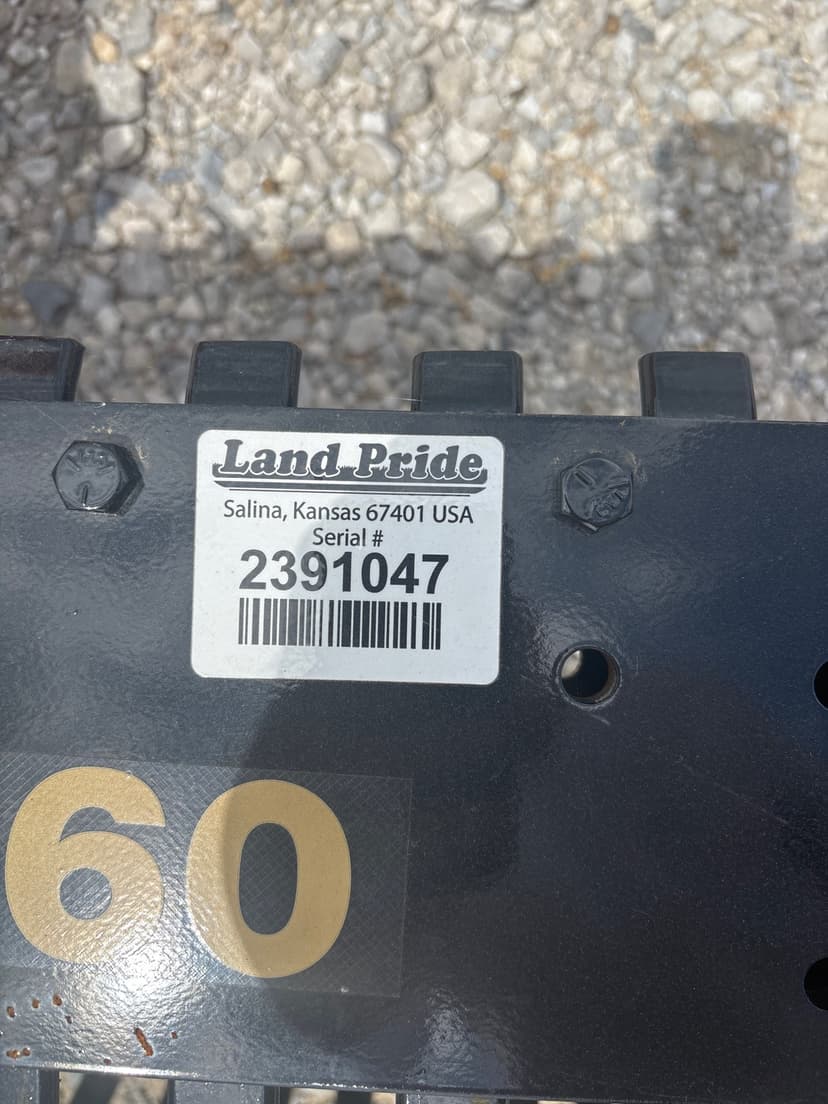 Land Pride
Salina, Kansas 67401 USA
Serial #
2391047
60